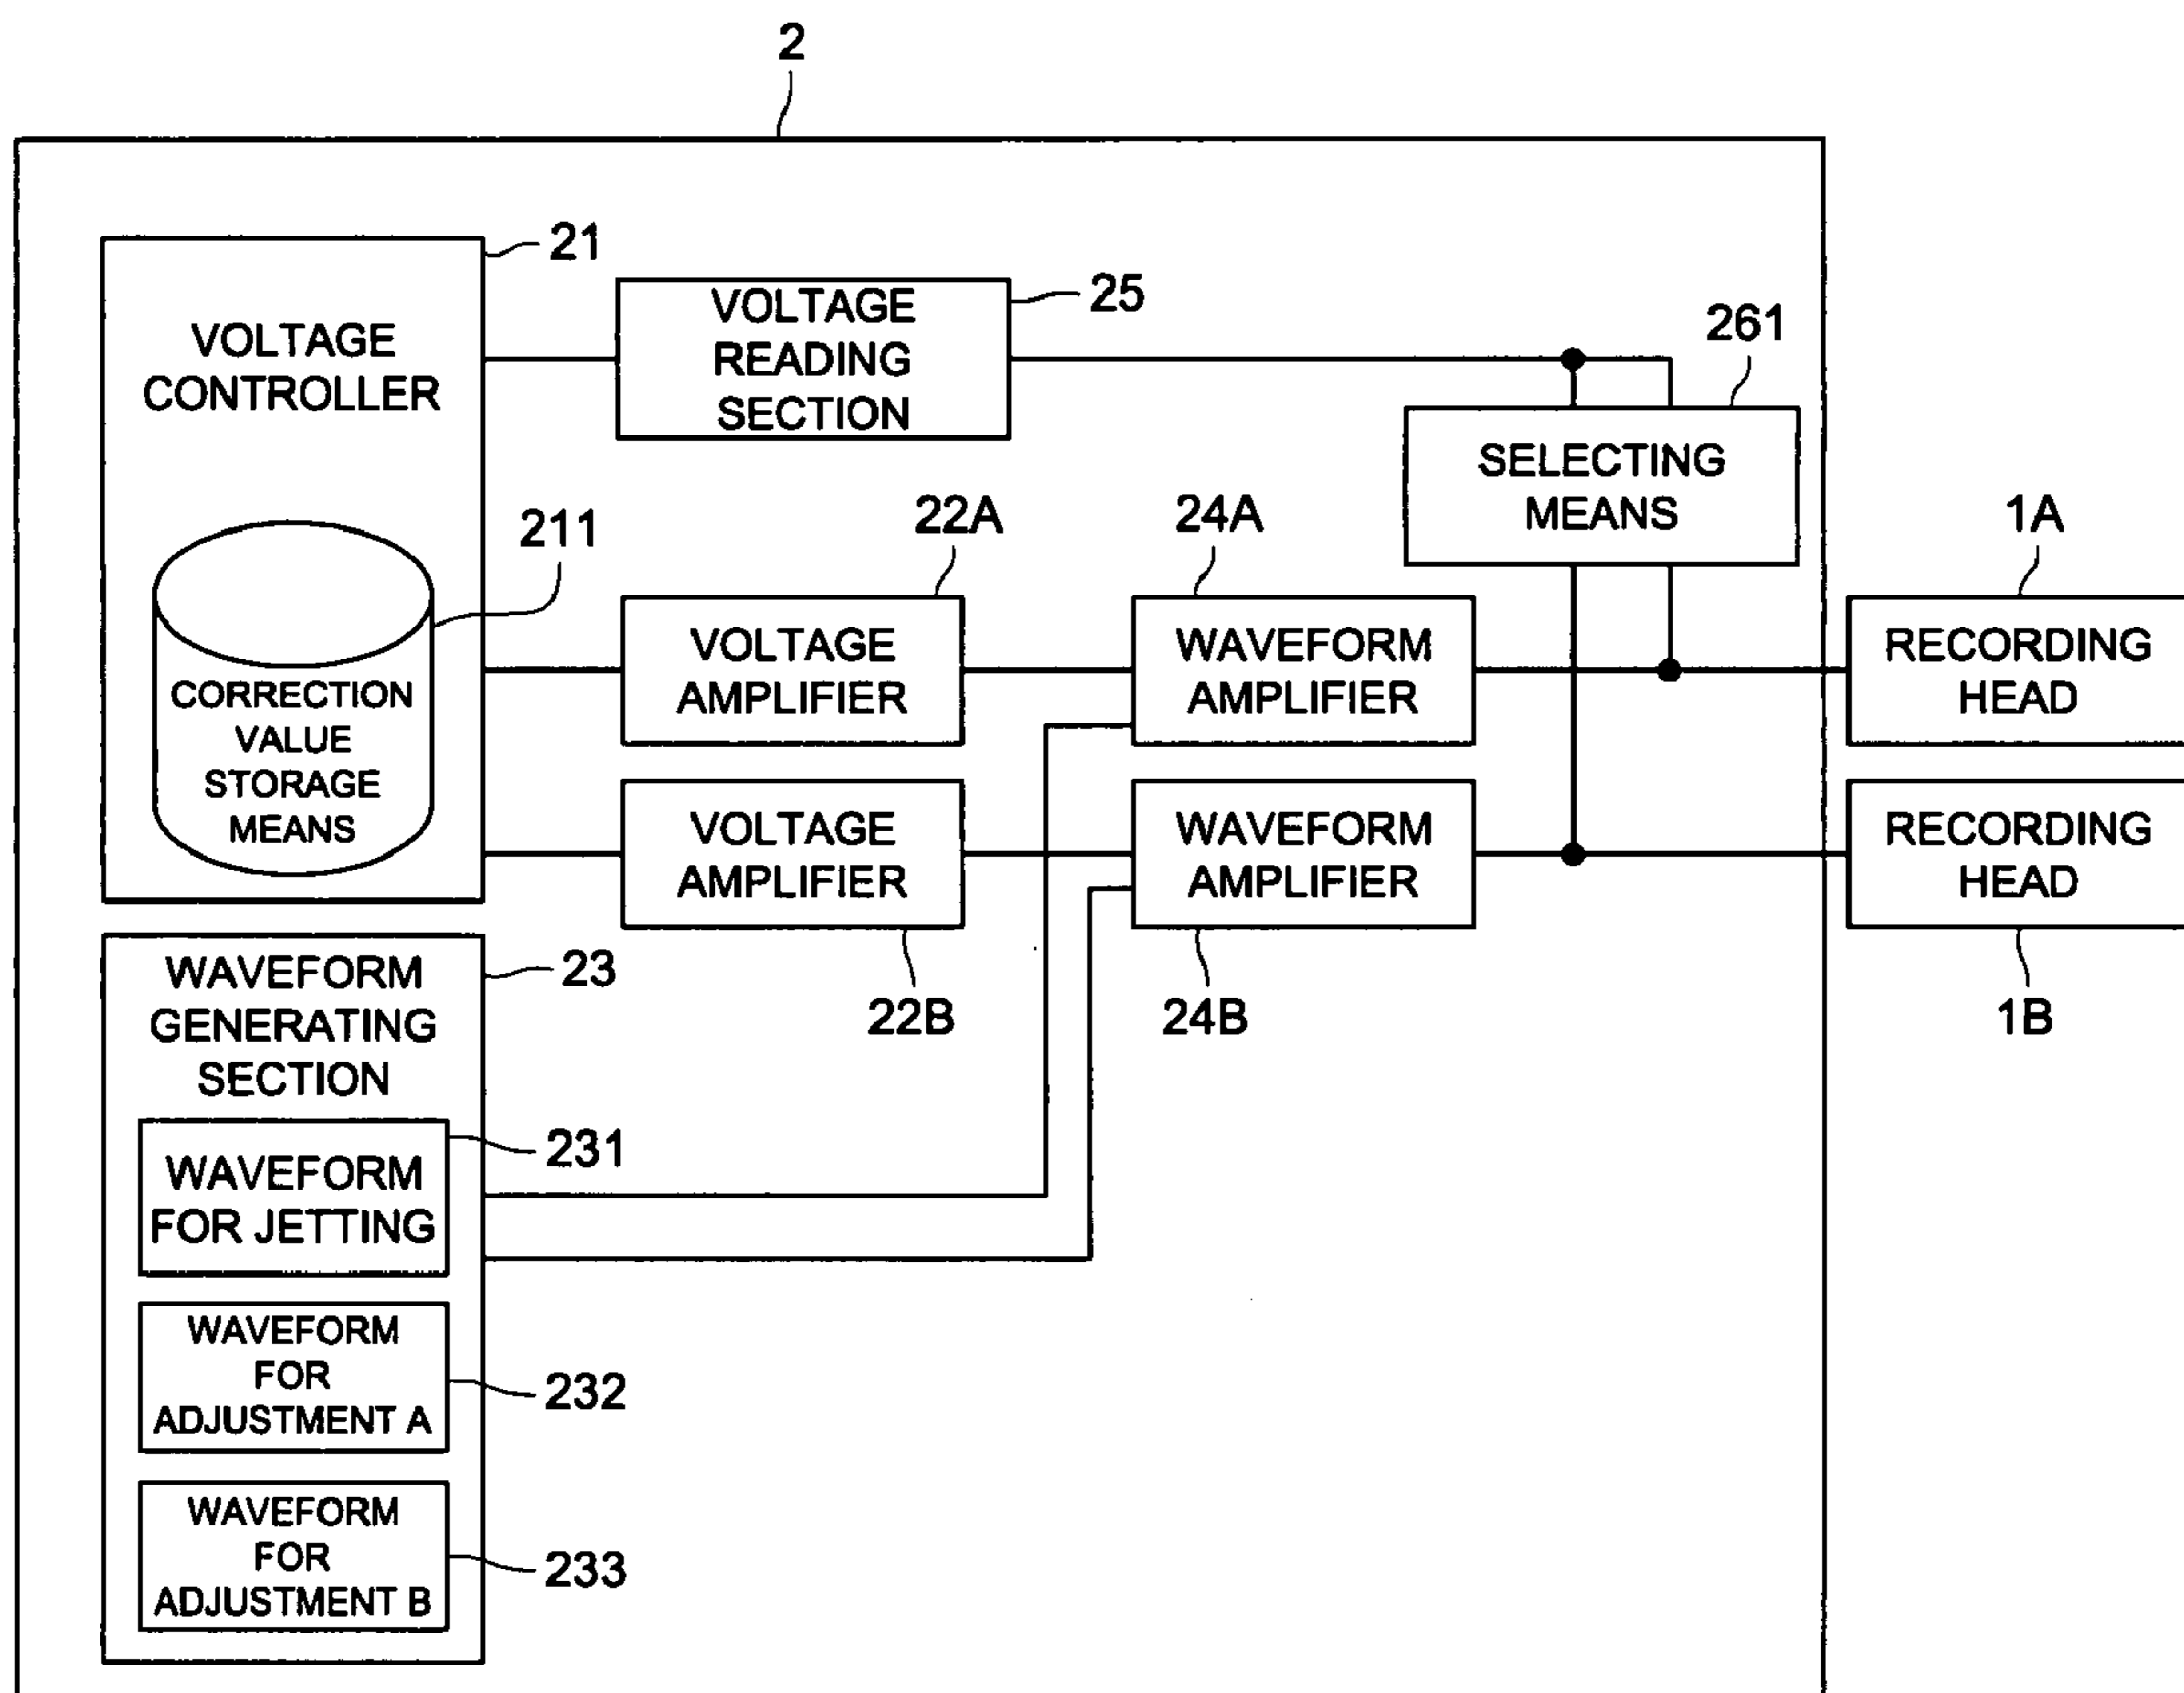 2
21
VOLTAGE
CONTROLLER
VOLTAGE
READING
SECTION
25
261
SELECTING
MEANS
211
CORRECTION
VALUE
STORAGE
MEANS
22A
VOLTAGE
AMPLIFIER
24A
WAVEFORM
AMPLIFIER
1A
RECORDING
HEAD
VOLTAGE
AMPLIFIER
22B
WAVEFORM
AMPLIFIER
24B
RECORDING
HEAD
1B
WAVEFORM
GENERATING
SECTION
23
WAVEFORM
FOR JETTING
231
WAVEFORM
FOR
ADJUSTMENT A
232
WAVEFORM
FOR
ADJUSTMENT B
233